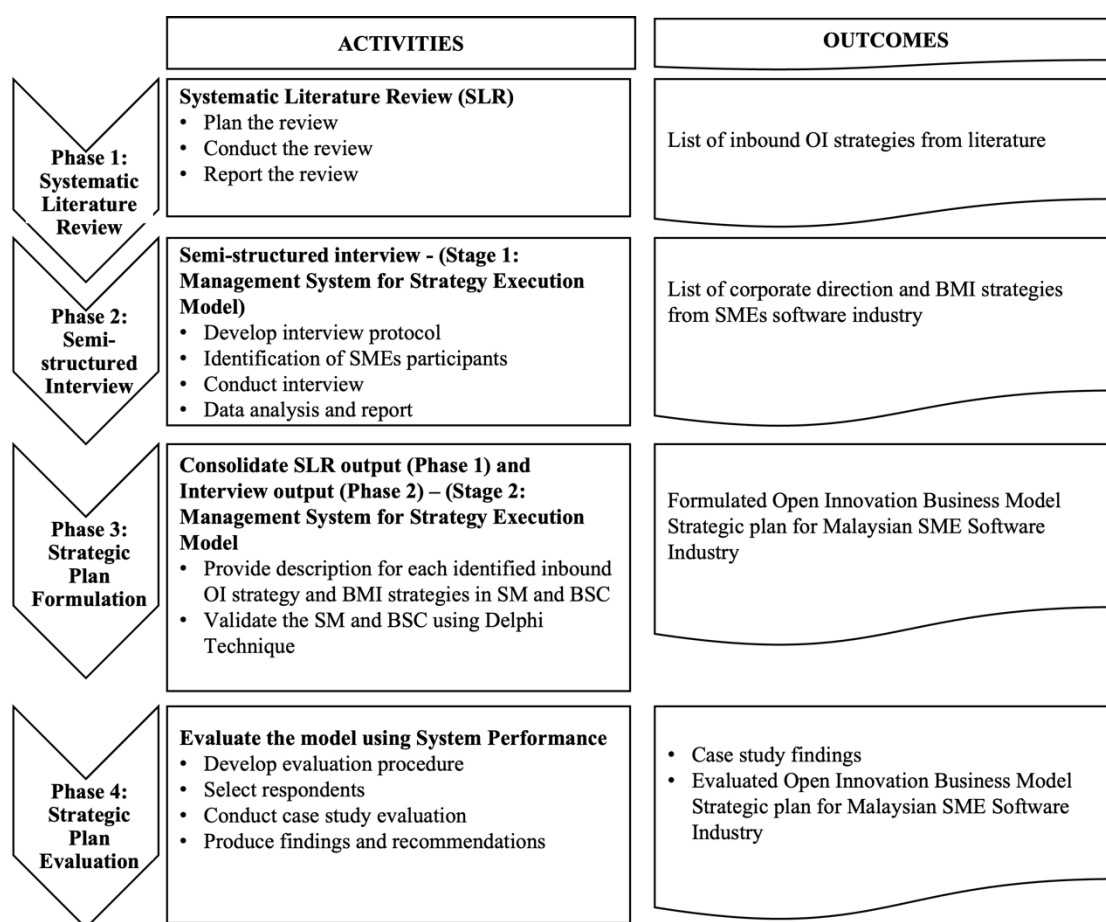 ACTIVITIES
OUTCOMES
Phase 1:
Systematic
Literature
Review
Systematic Literature Review (SLR)
• Plan the review
• Conduct the review
• Report the review
List of inbound OI strategies from literature
Phase 2:
Semi-
structured
Interview
Semi-structured interview - (Stage 1:
Management System for Strategy Execution
Model)
• Develop interview protocol
• Identification of SMEs participants
• Conduct interview
• Data analysis and report
List of corporate direction and BMI strategies
from SMEs software industry
Phase 3:
Strategic
Plan
Formulation
Consolidate SLR output (Phase 1) and
Interview output (Phase 2) – (Stage 2:
Management System for Strategy Execution
Model
• Provide description for each identified inbound
OI strategy and BMI strategies in SM and BSC
• Validate the SM and BSC using Delphi
Technique
Formulated Open Innovation Business Model
Strategic plan for Malaysian SME Software
Industry
Phase 4:
Strategic
Plan
Evaluation
Evaluate the model using System Performance
• Develop evaluation procedure
• Select respondents
• Conduct case study evaluation
• Produce findings and recommendations
• Case study findings
• Evaluated Open Innovation Business Model
Strategic plan for Malaysian SME Software
Industry